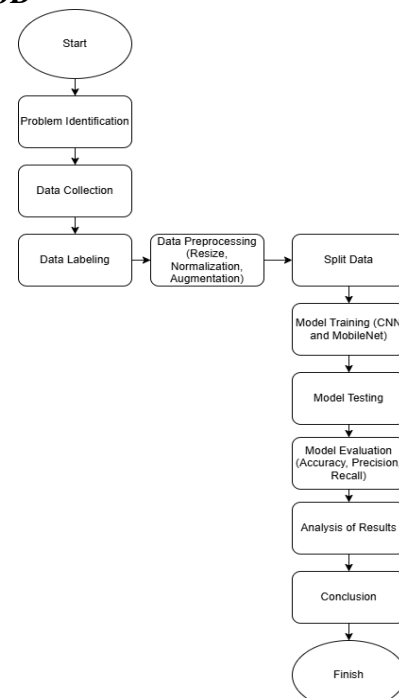 Start
Problem Identification
Data Collection
Data Labeling
Data Preprocessing
(Resize,
Normalization,
Augmentation)
Split Data
Model Training (CNN
and MobileNet)
Model Testing
Model Evaluation
(Accuracy, Precision,
Recall)
Analysis of Results
Conclusion
Finish